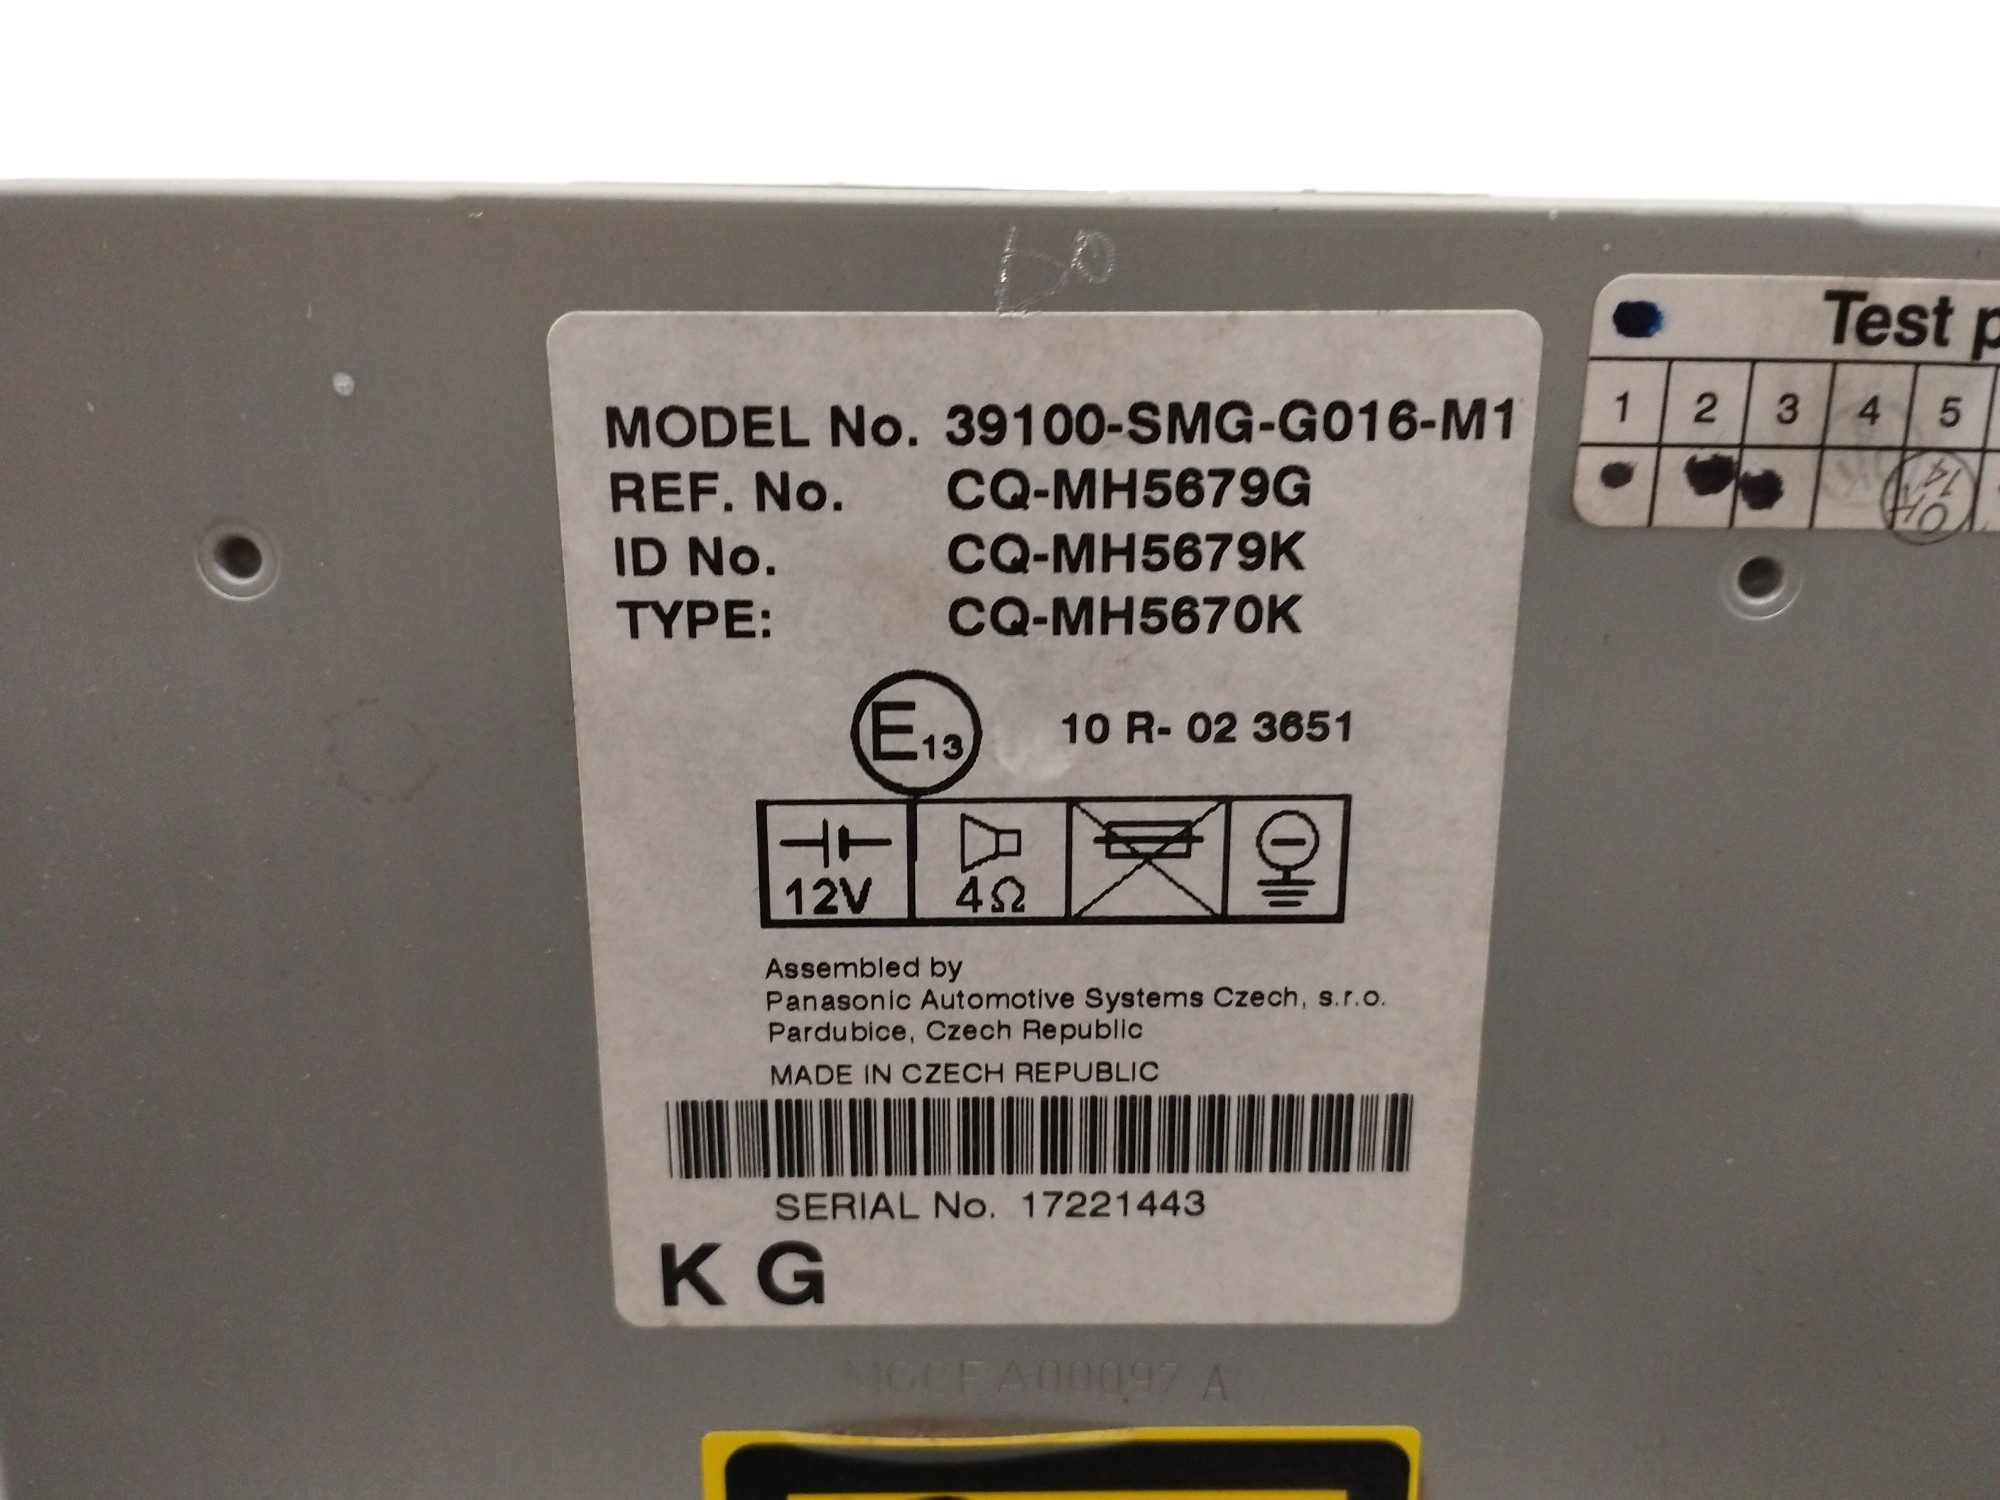 MODEL No. 39100-SMG-G016-M1
REF. No. CQ-MH5679G
ID No. CQ-MH5679K
TYPE: CQ-MH5670K
E13 10 R- 02 3651
12V 4Ω
Assembled by
Panasonic Automotive Systems Czech, s.r.o.
Pardubice, Czech Republic
MADE IN CZECH REPUBLIC
SERIAL No. 17221443
K G
Test p
1 2 3 4 5